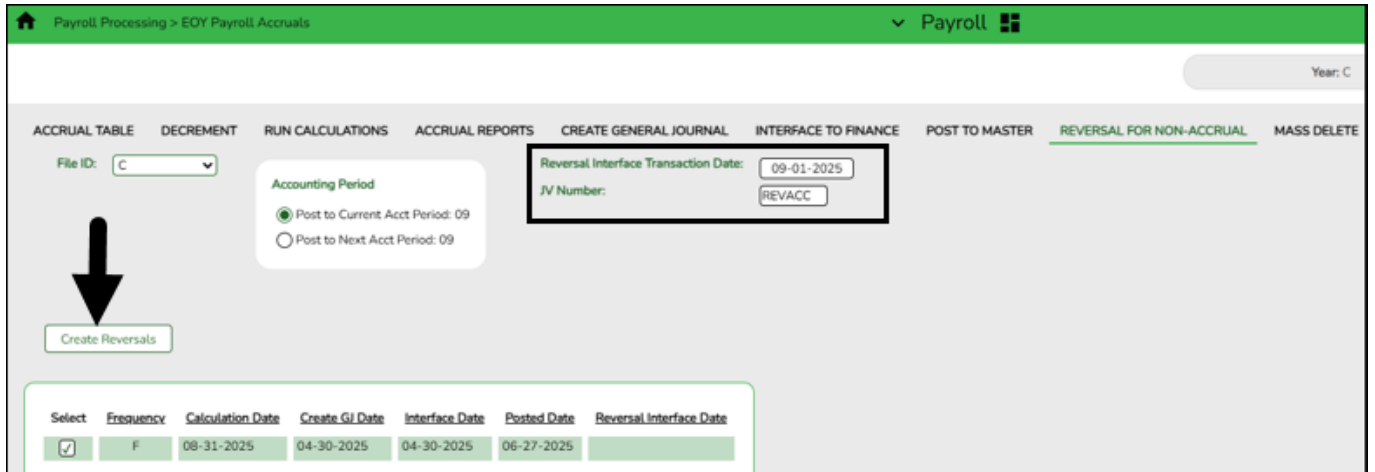 Payroll Processing > EOY Payroll Accruals
Payroll
Year: C
ACCRUAL TABLE DECREMENT RUN CALCULATIONS ACCRUAL REPORTS CREATE GENERAL JOURNAL INTERFACE TO FINANCE POST TO MASTER REVERSAL FOR NON-ACCRUAL MASS DELETE
File ID: C
Accounting Period
Post to Current Acct Period: 09
Post to Next Acct Period: 09
Reversal Interface Transaction Date: 09-01-2025
JV Number: REVACC
Create Reversals
Select Frequency Calculation Date Create GJ Date Interface Date Posted Date Reversal Interface Date
F 08-31-2025 04-30-2025 04-30-2025 06-27-2025